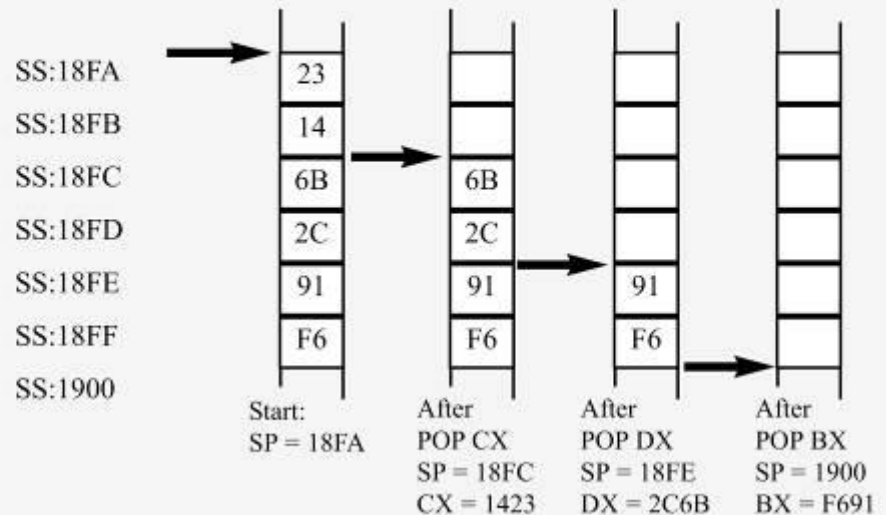 SS:18FA 23
SS:18FB 14
SS:18FC 6B 6B
SS:18FD 2C 2C
SS:18FE 91 91 91
SS:18FF F6 F6 F6
SS:1900
Start:
SP = 18FA
After
POP CX
SP = 18FC
CX = 1423
After
POP DX
SP = 18FE
DX = 2C6B
After
POP BX
SP = 1900
BX = F691